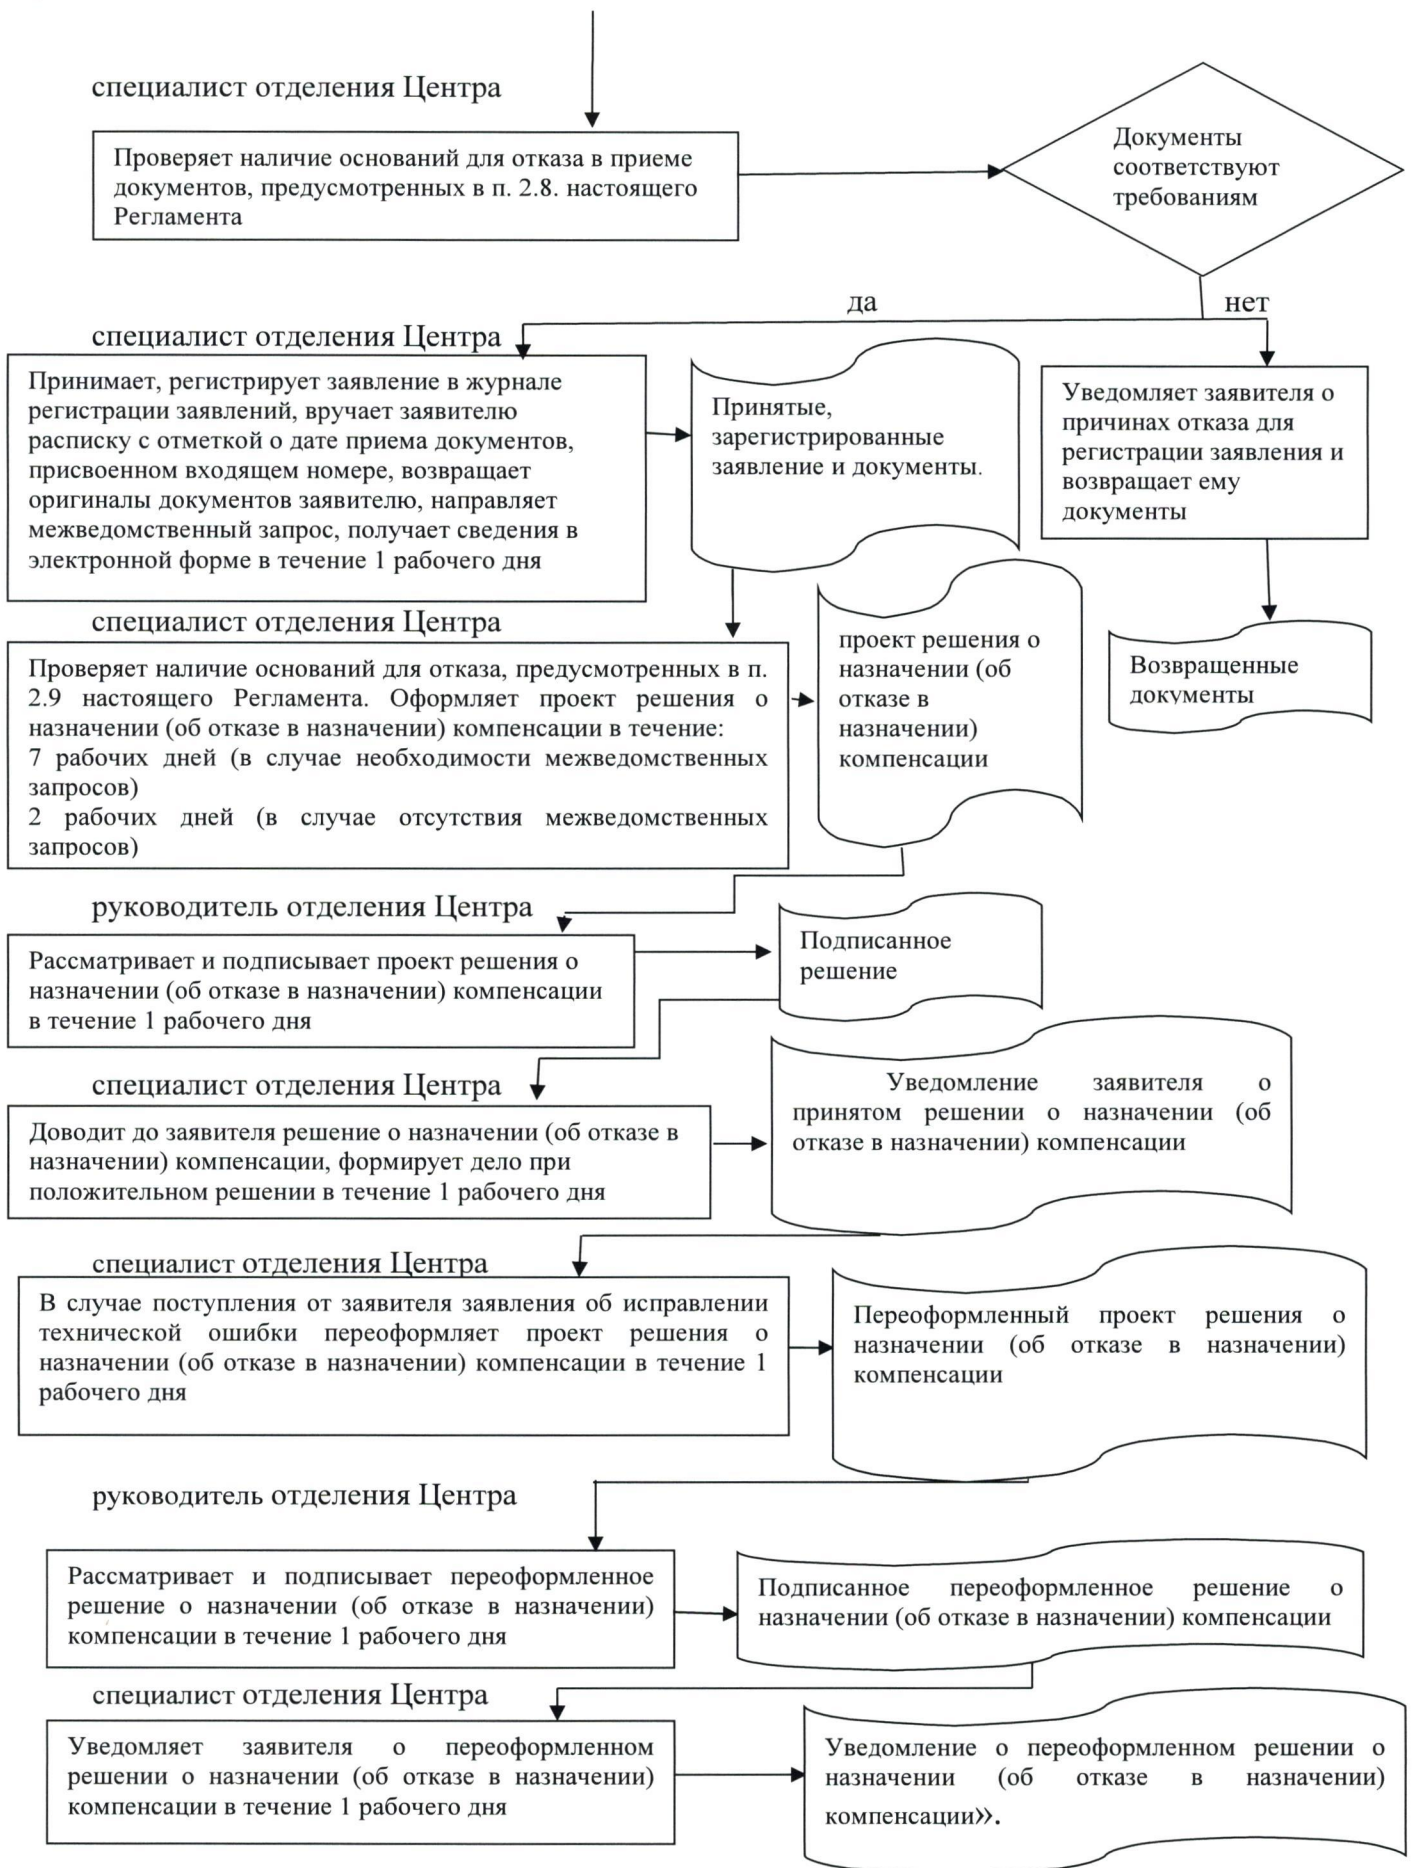 специалист отделения Центра
Проверяет наличие оснований для отказа в приеме
документов, предусмотренных в п. 2.8. настоящего
Регламента
Документы
соответствуют
требованиям
да
нет
специалист отделения Центра
Принимает, регистрирует заявление в журнале
регистрации заявлений, вручает заявителю
расписку с отметкой о дате приема документов,
присвоенном входящем номере, возвращает
оригиналы документов заявителю, направляет
межведомственный запрос, получает сведения в
электронной форме в течение 1 рабочего дня
Принятые,
зарегистрированные
заявление и документы.
Уведомляет заявителя о
причинах отказа для
регистрации заявления и
возвращает ему
документы
специалист отделения Центра
Проверяет наличие оснований для отказа, предусмотренных в п.
2.9 настоящего Регламента. Оформляет проект решения о
назначении (об отказе в назначении) компенсации в течение:
7 рабочих дней (в случае необходимости межведомственных
запросов)
2 рабочих дней (в случае отсутствия межведомственных
запросов)
проект решения о
назначении (об
отказе в
назначении)
компенсации
Возвращенные
документы
руководитель отделения Центра
Рассматривает и подписывает проект решения о
назначении (об отказе в назначении) компенсации
в течение 1 рабочего дня
Подписанное
решение
специалист отделения Центра
Доводит до заявителя решение о назначении (об отказе в
назначении) компенсации, формирует дело при
положительном решении в течение 1 рабочего дня
Уведомление заявителя о
принятом решении о назначении (об
отказе в назначении) компенсации
специалист отделения Центра
В случае поступления от заявителя заявления об исправлении
технической ошибки переоформляет проект решения о
назначении (об отказе в назначении) компенсации в течение 1
рабочего дня
Переоформленный проект решения о
назначении (об отказе в назначении)
компенсации
руководитель отделения Центра
Рассматривает и подписывает переоформленное
решение о назначении (об отказе в назначении)
компенсации в течение 1 рабочего дня
Подписанное переоформленное решение о
назначении (об отказе в назначении) компенсации
специалист отделения Центра
Уведомляет заявителя о переоформленном
решении о назначении (об отказе в назначении)
компенсации в течение 1 рабочего дня
Уведомление о переоформленном решении о
назначении (об отказе в назначении)
компенсации».